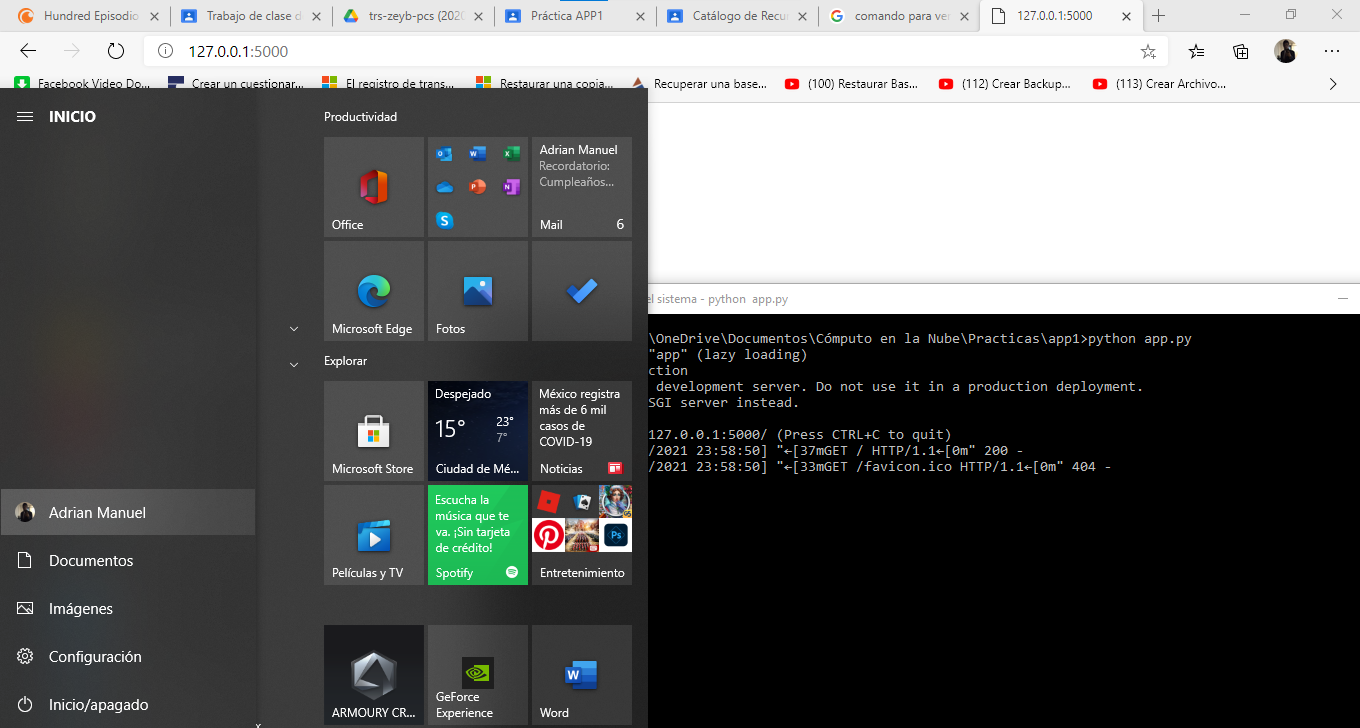 Hundred Episodio
Trabajo de clase d
trs-zeyb-pcs (2020
Práctica APP1
Catálogo de Recu
comando para ver
127.0.0.1:5000
127.0.0.1:5000
Facebook Video Do...
Crear un cuestionar...
El registro de trans...
Restaurar una copia...
Recuperar una base...
(100) Restaurar Bas...
(112) Crear Backup...
(113) Crear Archivo...
INICIO
Adrian Manuel
Documentos
Imágenes
Configuración
Inicio/apagado
Productividad
Office
Adrian Manuel
Recordatorio:
Cumpleaños...
Mail 6
Microsoft Edge
Fotos
Explorar
Microsoft Store
Despejado
15° 23°
7°
Ciudad de Mé...
México registra
más de 6 mil
casos de
COVID-19
Noticias
Películas y TV
Escucha la
música que te
va. ¡Sin tarjeta
de crédito!
Spotify
Ps
Entretenimiento
ARMOURY CR...
GeForce
Experience
Word
el sistema - python  app.py
\OneDrive\Documentos\Cómputo en la Nube\Practicas\app1>python app.py
"app" (lazy loading)
ction
development server. Do not use it in a production deployment.
SGI server instead.
127.0.0.1:5000/ (Press CTRL+C to quit)
/2021 23:58:50] "←[37mGET / HTTP/1.1←[0m" 200 -
/2021 23:58:50] "←[33mGET /favicon.ico HTTP/1.1←[0m" 404 -